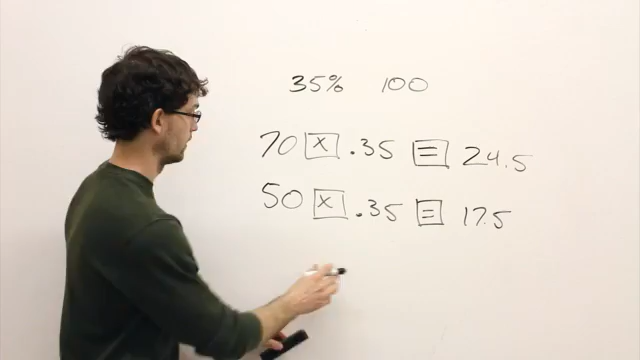 35% 100
70 x .35 = 24.5
50 x .35 = 17.5